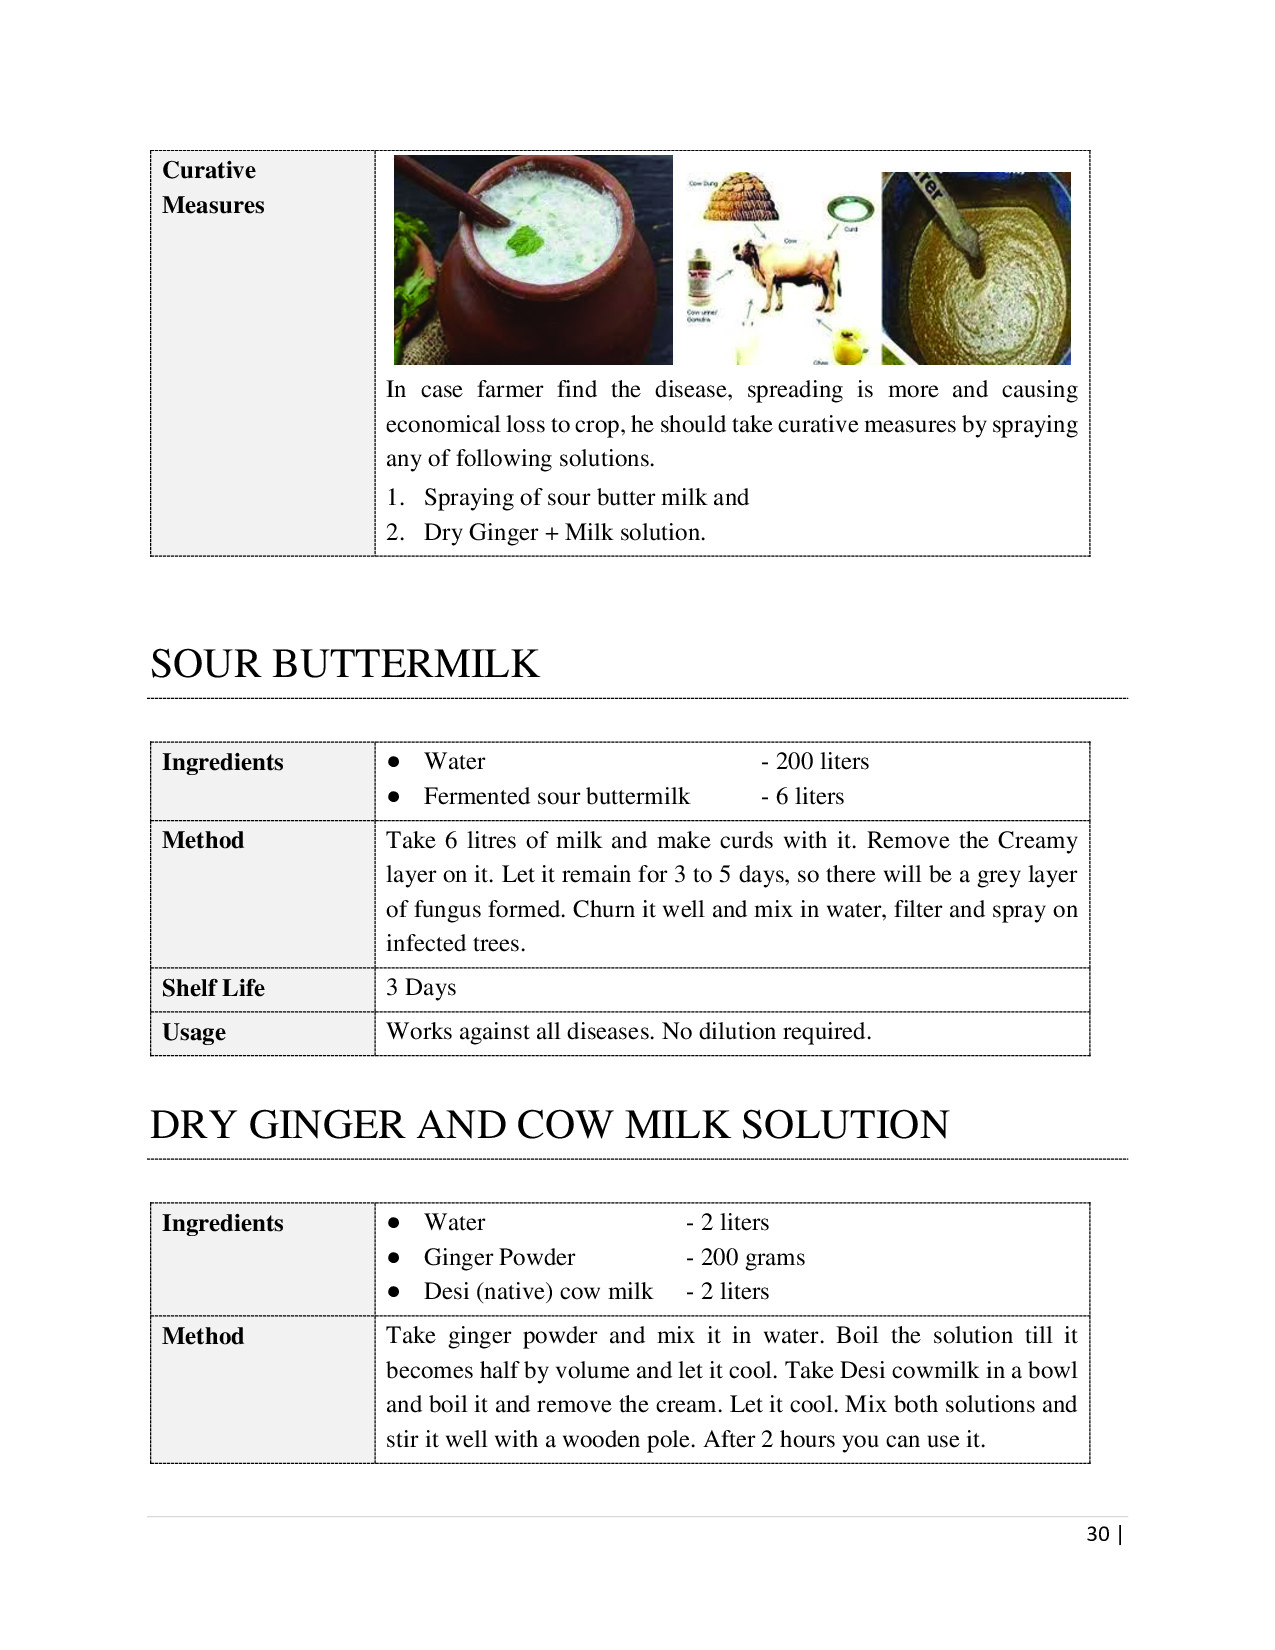 Curative
Measures
Cow Dung
Curd
Cow
Cow urine/
Gomutra
Ghee
In case farmer find the disease, spreading is more and causing
economical loss to crop, he should take curative measures by spraying
any of following solutions.
1. Spraying of sour butter milk and
2. Dry Ginger + Milk solution.
SOUR BUTTERMILK
Ingredients
● Water - 200 liters
● Fermented sour buttermilk - 6 liters
Method
Take 6 litres of milk and make curds with it. Remove the Creamy
layer on it. Let it remain for 3 to 5 days, so there will be a grey layer
of fungus formed. Churn it well and mix in water, filter and spray on
infected trees.
Shelf Life
3 Days
Usage
Works against all diseases. No dilution required.
DRY GINGER AND COW MILK SOLUTION
Ingredients
● Water - 2 liters
● Ginger Powder - 200 grams
● Desi (native) cow milk - 2 liters
Method
Take ginger powder and mix it in water. Boil the solution till it
becomes half by volume and let it cool. Take Desi cowmilk in a bowl
and boil it and remove the cream. Let it cool. Mix both solutions and
stir it well with a wooden pole. After 2 hours you can use it.
30 |